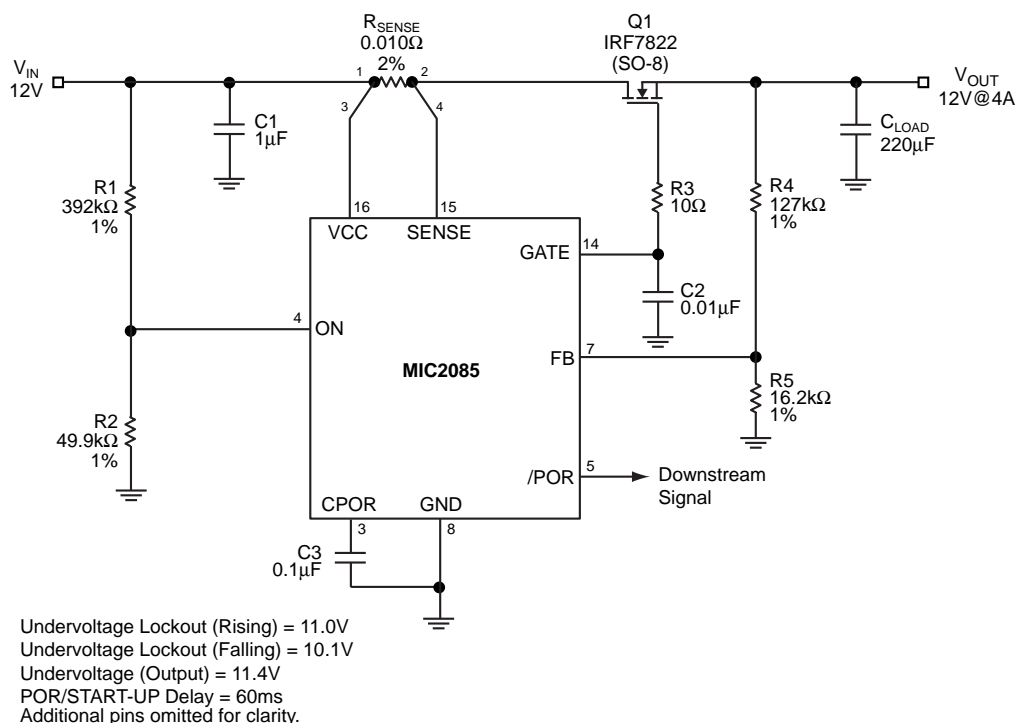 RSENSE
0.010Ω
2%
Q1
IRF7822
(SO-8)
VIN
12V
1
2
3
4
VOUT
12V@4A
C1
1µF
CLOAD
220µF
R1
392kΩ
1%
R3
10Ω
R4
127kΩ
1%
16
15
VCC
SENSE
GATE
14
C2
0.01µF
4
ON
MIC2085
FB
7
R2
49.9kΩ
1%
R5
16.2kΩ
1%
/POR
5
Downstream
Signal
CPOR
GND
3
8
C3
0.1µF
Undervoltage Lockout (Rising) = 11.0V
Undervoltage Lockout (Falling) = 10.1V
Undervoltage (Output) = 11.4V
POR/START-UP Delay = 60ms
Additional pins omitted for clarity.